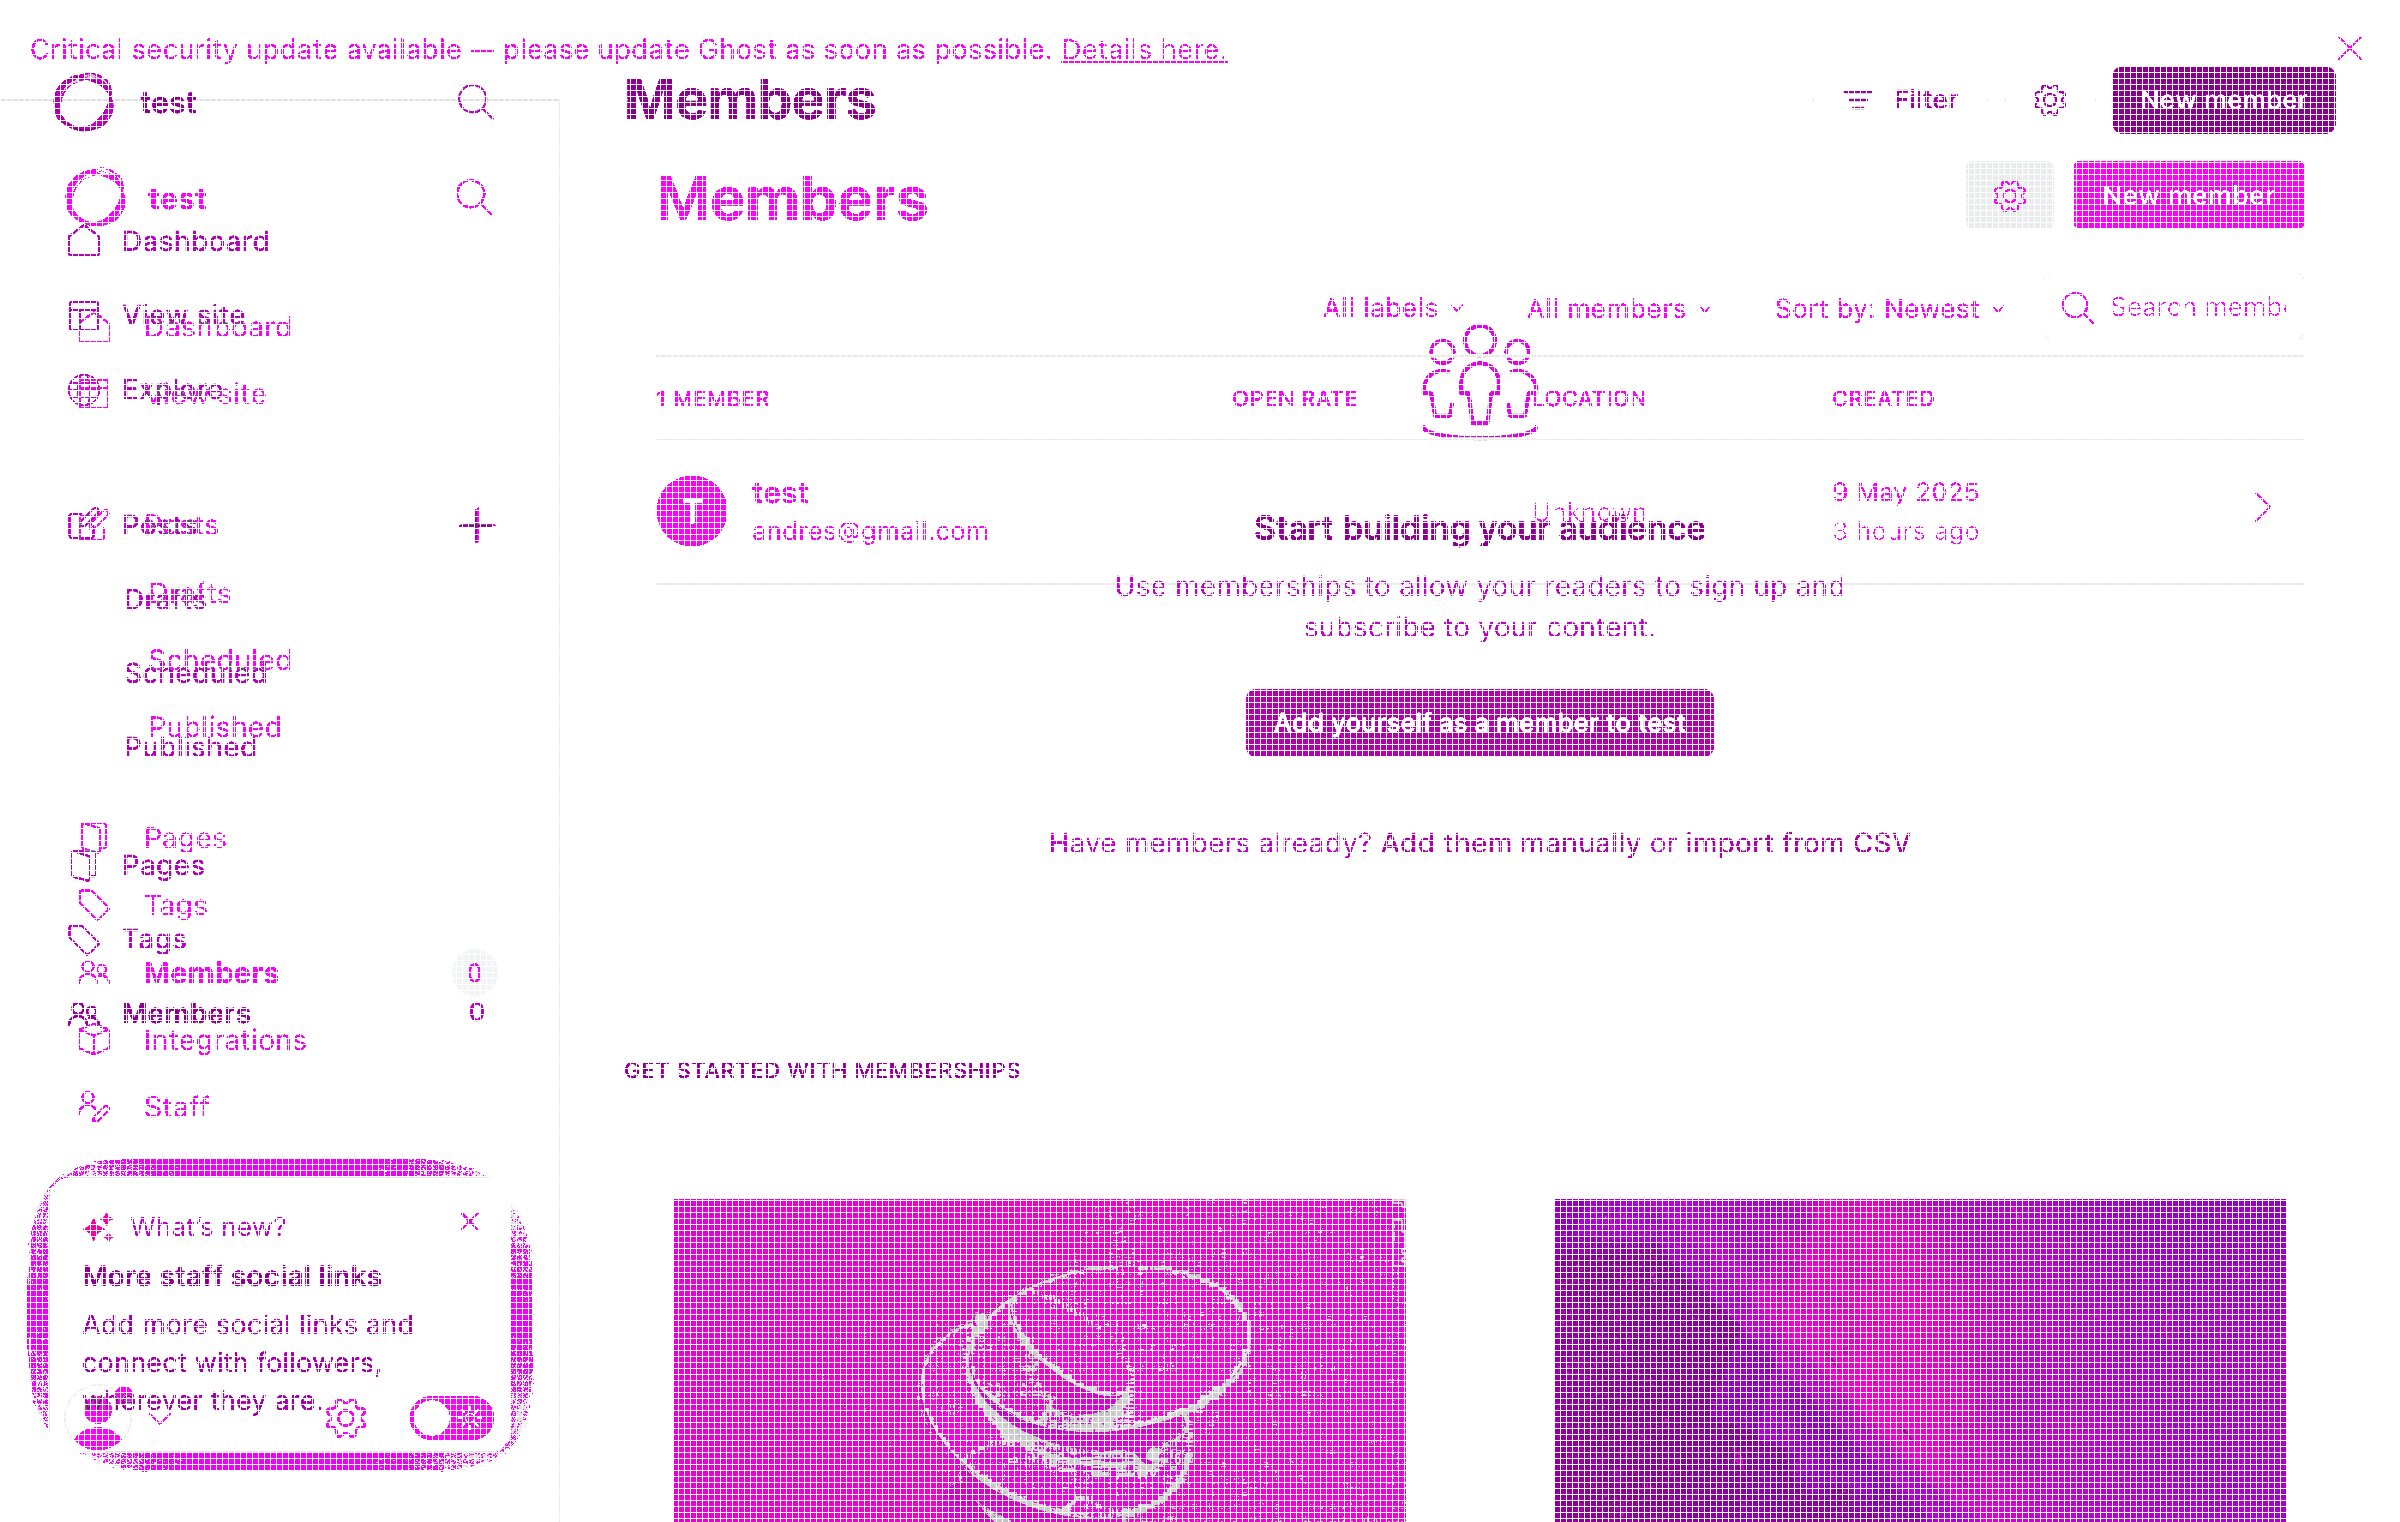 Critical security update available — please update Ghost as soon as possible. Details here.
test
Members
Filter
New member
test
Members
New member
Dashboard
All labels
All members
Sort by: Newest
Search membe
View site
Dashboard
Explore
View site
1 MEMBER
OPEN RATE
LOCATION
CREATED
test
andres@gmail.com
Unknown
9 May 2025
3 hours ago
Posts
Posts
Start building your audience
Use memberships to allow your readers to sign up and
subscribe to your content.
Drafts
Drafts
Scheduled
Scheduled
Published
Published
Add yourself as a member to test
Have members already? Add them manually or import from CSV
Pages
Pages
Tags
Tags
Members
0
Members
0
Integrations
GET STARTED WITH MEMBERSHIPS
Staff
What's new?
More staff social links
Add more social links and
connect with followers,
wherever they are.
T